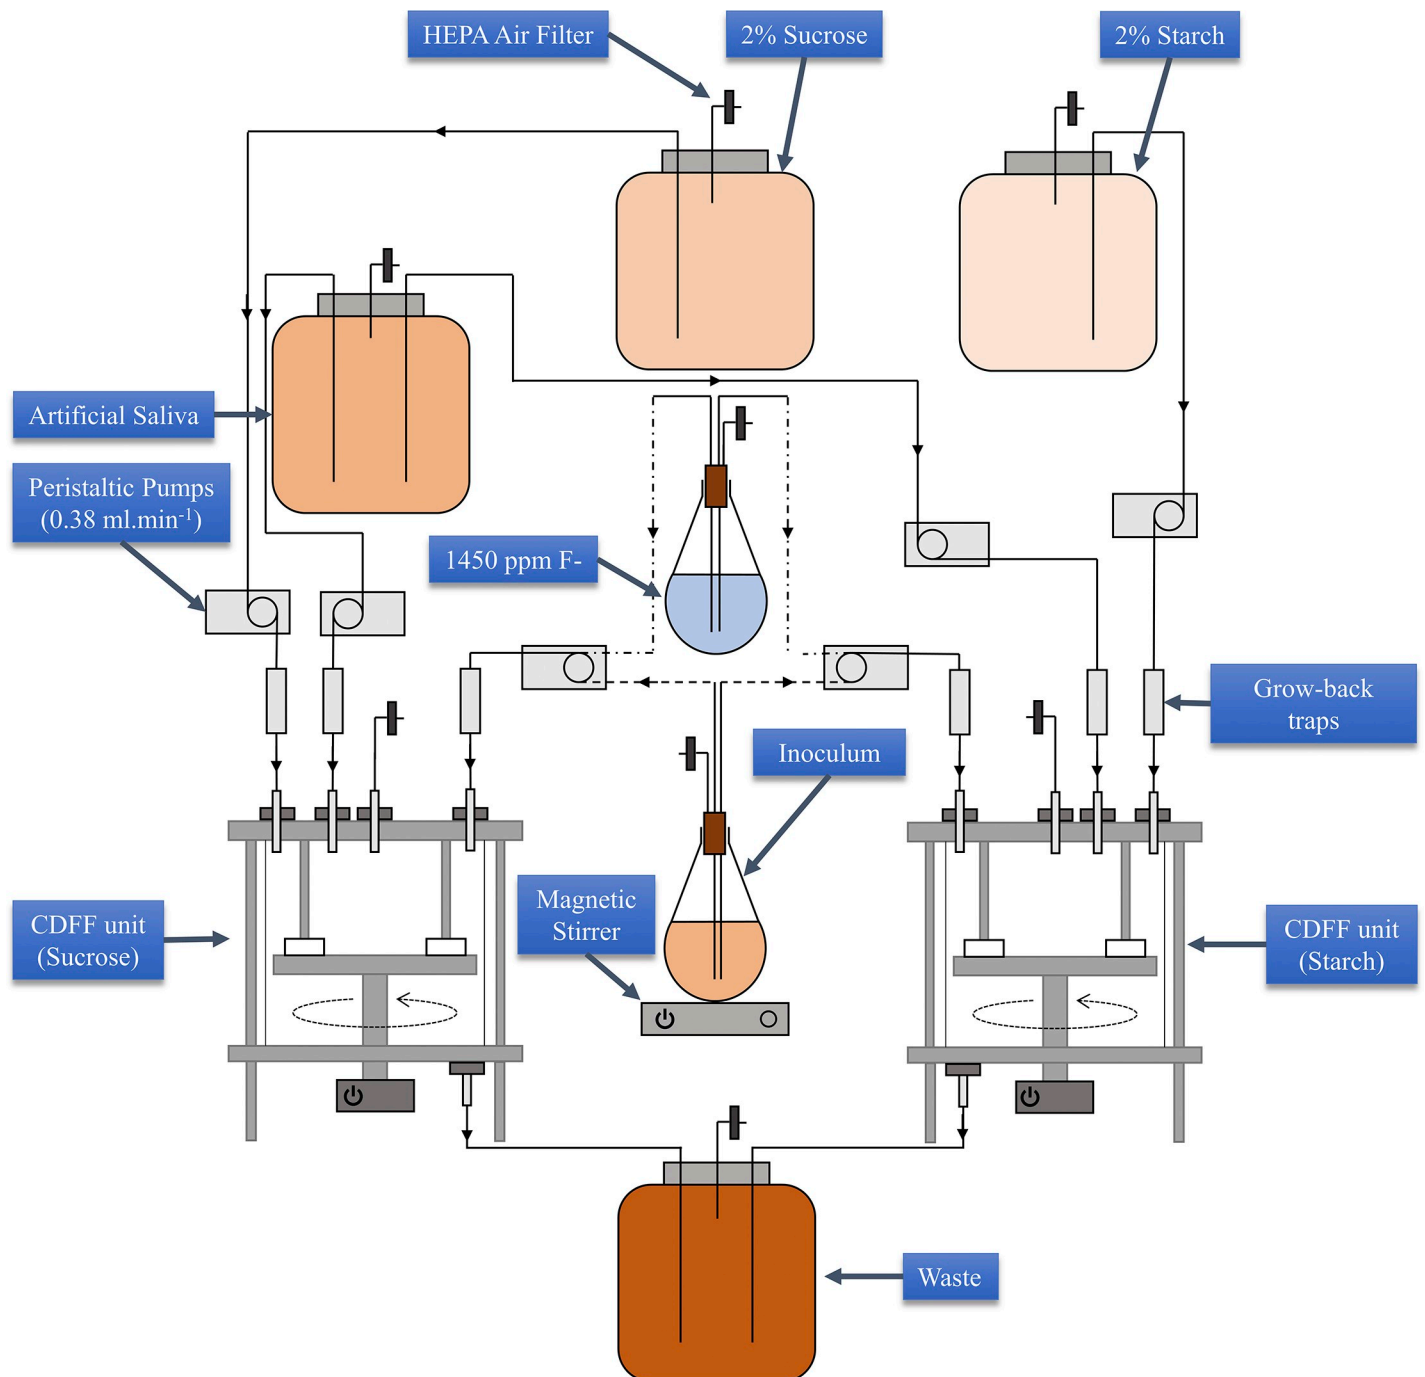 HEPA Air Filter
2% Sucrose
2% Starch
Artificial Saliva
Peristaltic Pumps
(0.38 ml.min⁻¹)
1450 ppm F-
Grow-back
traps
Inoculum
Magnetic
Stirrer
CDFF unit
(Sucrose)
CDFF unit
(Starch)
Waste